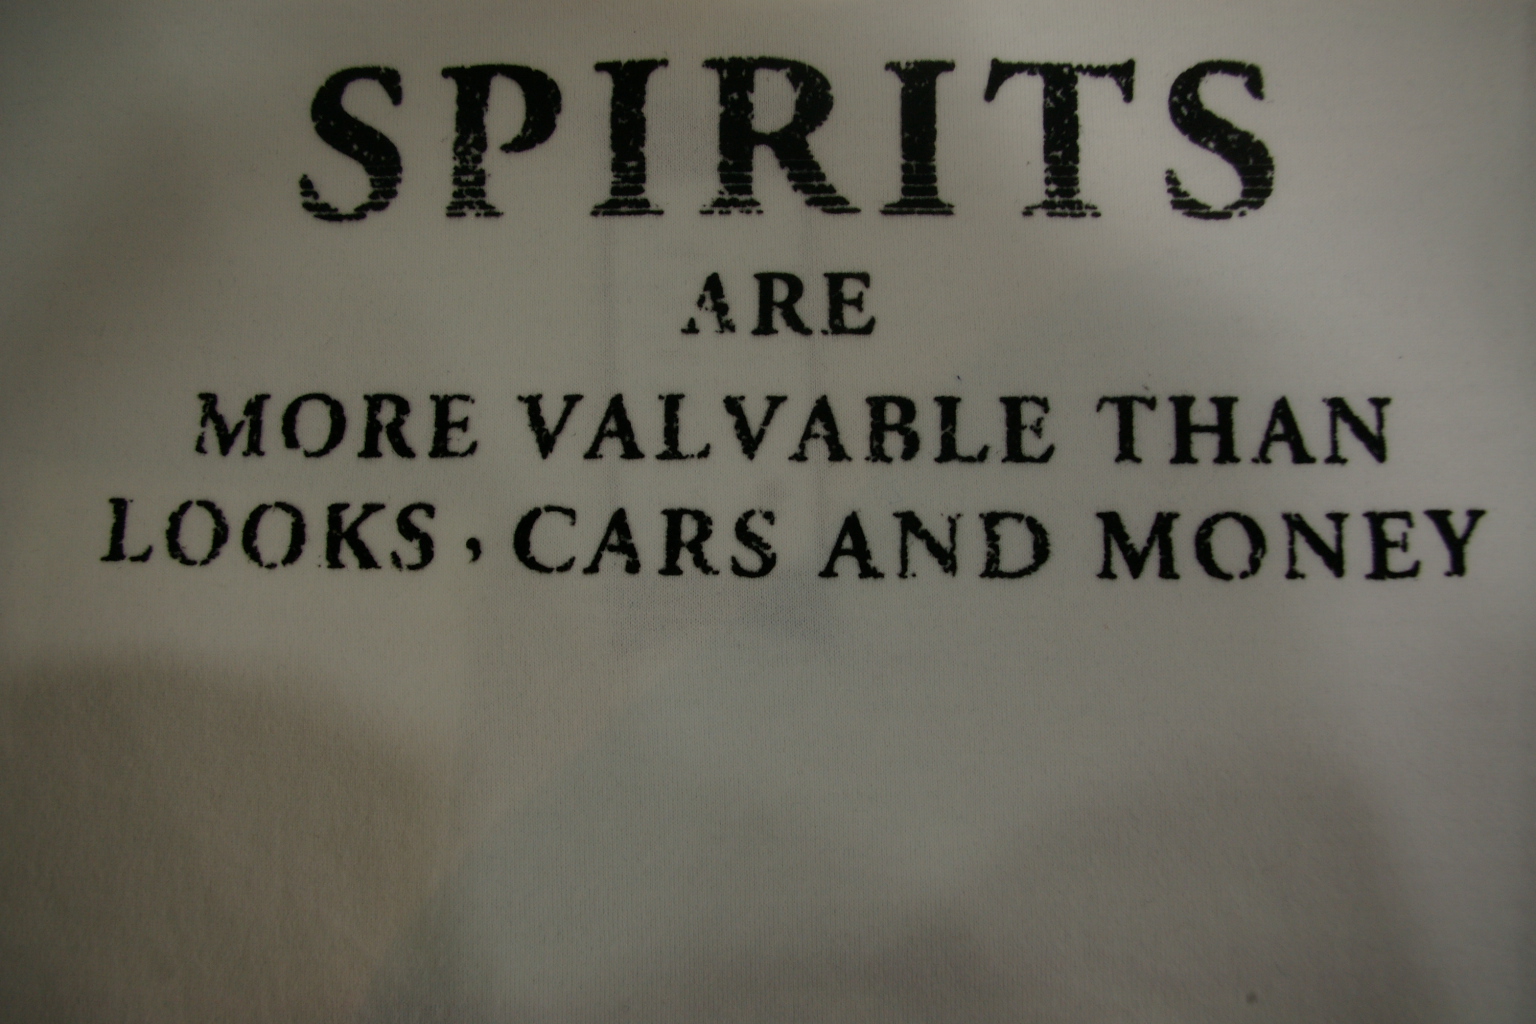 SPIRITS
ARE
MORE VALVABLE THAN
LOOKS, CARS AND MONEY